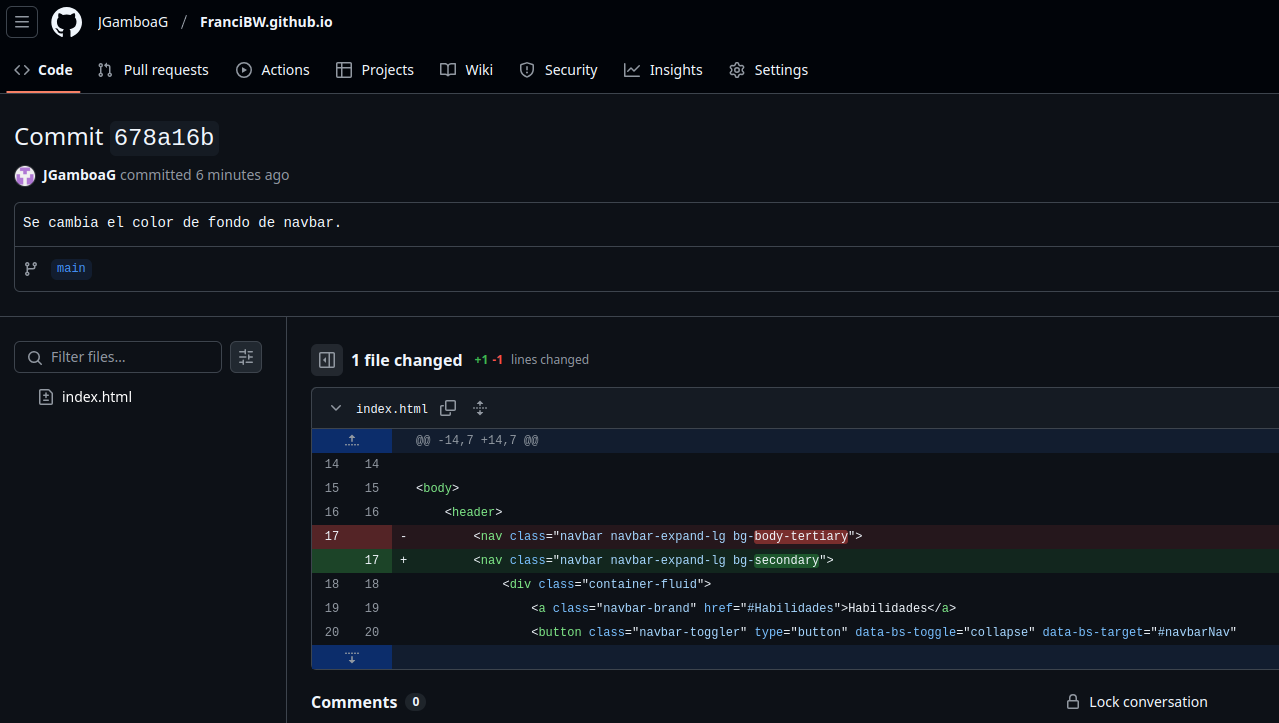 JGamboaG / FranciBW.github.io
Code Pull requests Actions Projects Wiki Security Insights Settings
Commit 678a16b
JGamboaG committed 6 minutes ago
Se cambia el color de fondo de navbar.
main
Filter files...
index.html
1 file changed +1 -1 lines changed
index.html
@@ -14,7 +14,7 @@
14 14
15 15 <body>
16 16 <header>
17 - <nav class="navbar navbar-expand-lg bg-body-tertiary">
17 + <nav class="navbar navbar-expand-lg bg-secondary">
18 18 <div class="container-fluid">
19 19 <a class="navbar-brand" href="#Habilidades">Habilidades</a>
20 20 <button class="navbar-toggler" type="button" data-bs-toggle="collapse" data-bs-target="#navbarNav"
Comments 0 Lock conversation